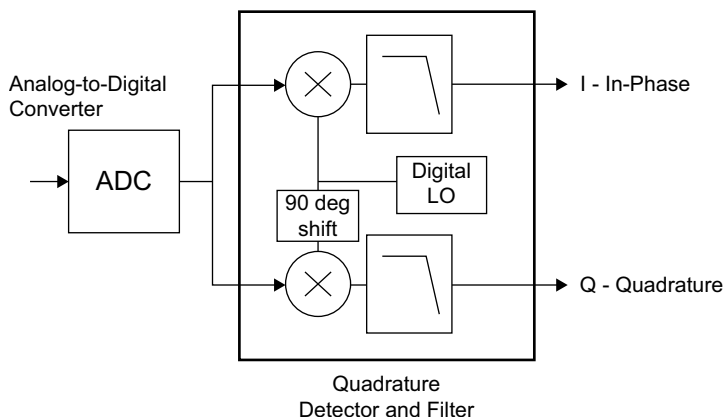 Analog-to-Digital
Converter
ADC
I - In-Phase
Digital
LO
90 deg
shift
Q - Quadrature
Quadrature
Detector and Filter